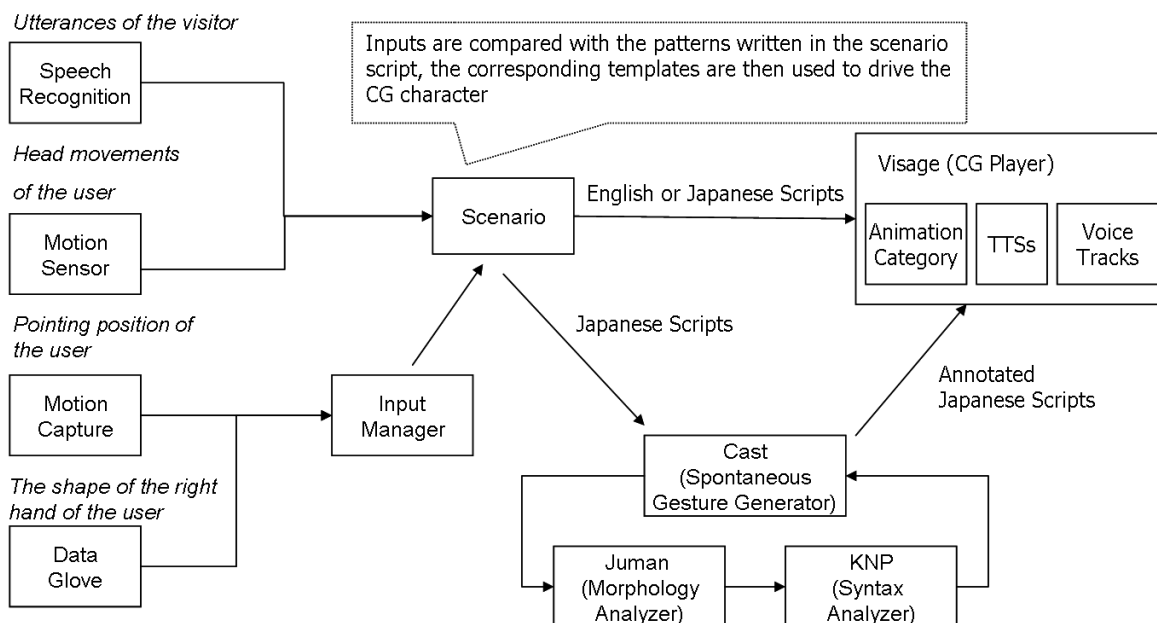 Utterances of the visitor
Speech
Recognition
Inputs are compared with the patterns written in the scenario
script, the corresponding templates are then used to drive the
CG character
Head movements
of the user
Motion
Sensor
Scenario
English or Japanese Scripts
Visage (CG Player)
Animation
Category
TTSs
Voice
Tracks
Pointing position of
the user
Motion
Capture
Input
Manager
Japanese Scripts
Annotated
Japanese Scripts
The shape of the right
hand of the user
Data
Glove
Cast
(Spontaneous
Gesture Generator)
Juman
(Morphology
Analyzer)
KNP
(Syntax
Analyzer)